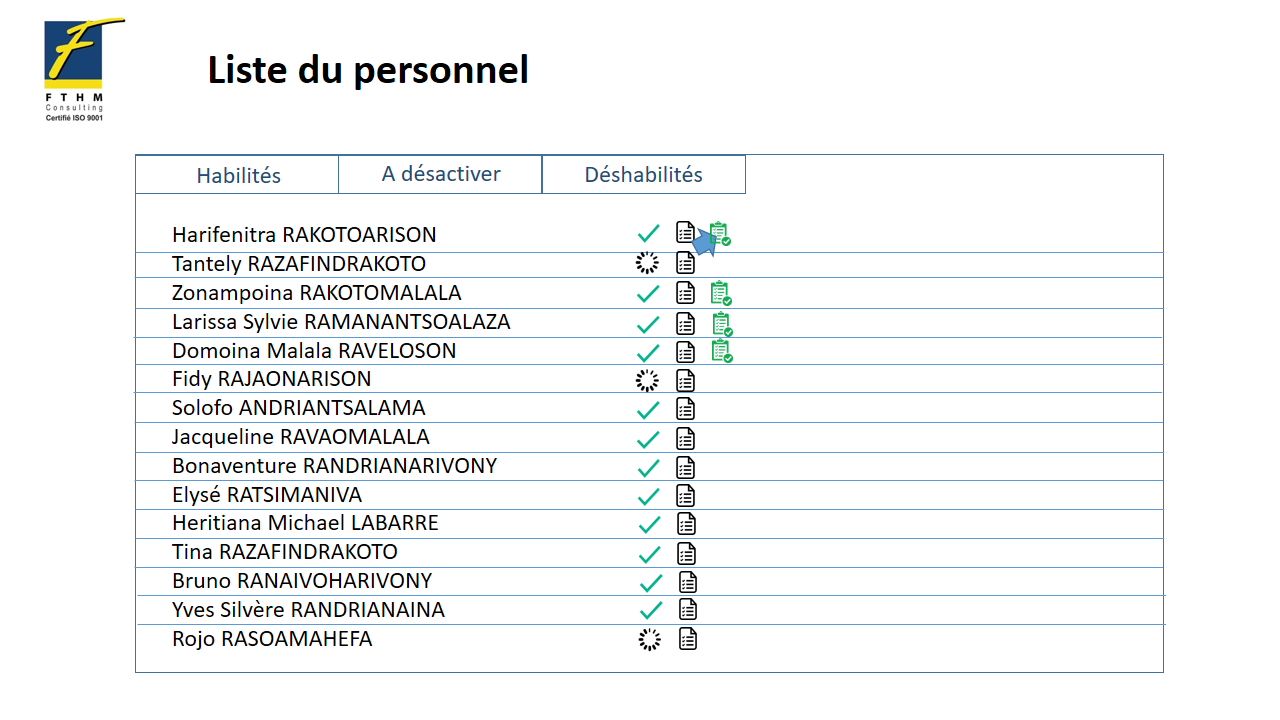 F T H M
Consulting
Certifié ISO 9001
Liste du personnel
Habilités
A désactiver
Déshabilités
Harifenitra RAKOTOARISON
Tantely RAZAFINDRAKOTO
Zonampoina RAKOTOMALALA
Larissa Sylvie RAMANANTSOALAZA
Domoina Malala RAVELOSON
Fidy RAJAONARISON
Solofo ANDRIANTSALAMA
Jacqueline RAVAOMALALA
Bonaventure RANDRIANARIVONY
Elysé RATSIMANIVA
Heritiana Michael LABARRE
Tina RAZAFINDRAKOTO
Bruno RANAIVOHARIVONY
Yves Silvère RANDRIANAINA
Rojo RASOAMAHEFA